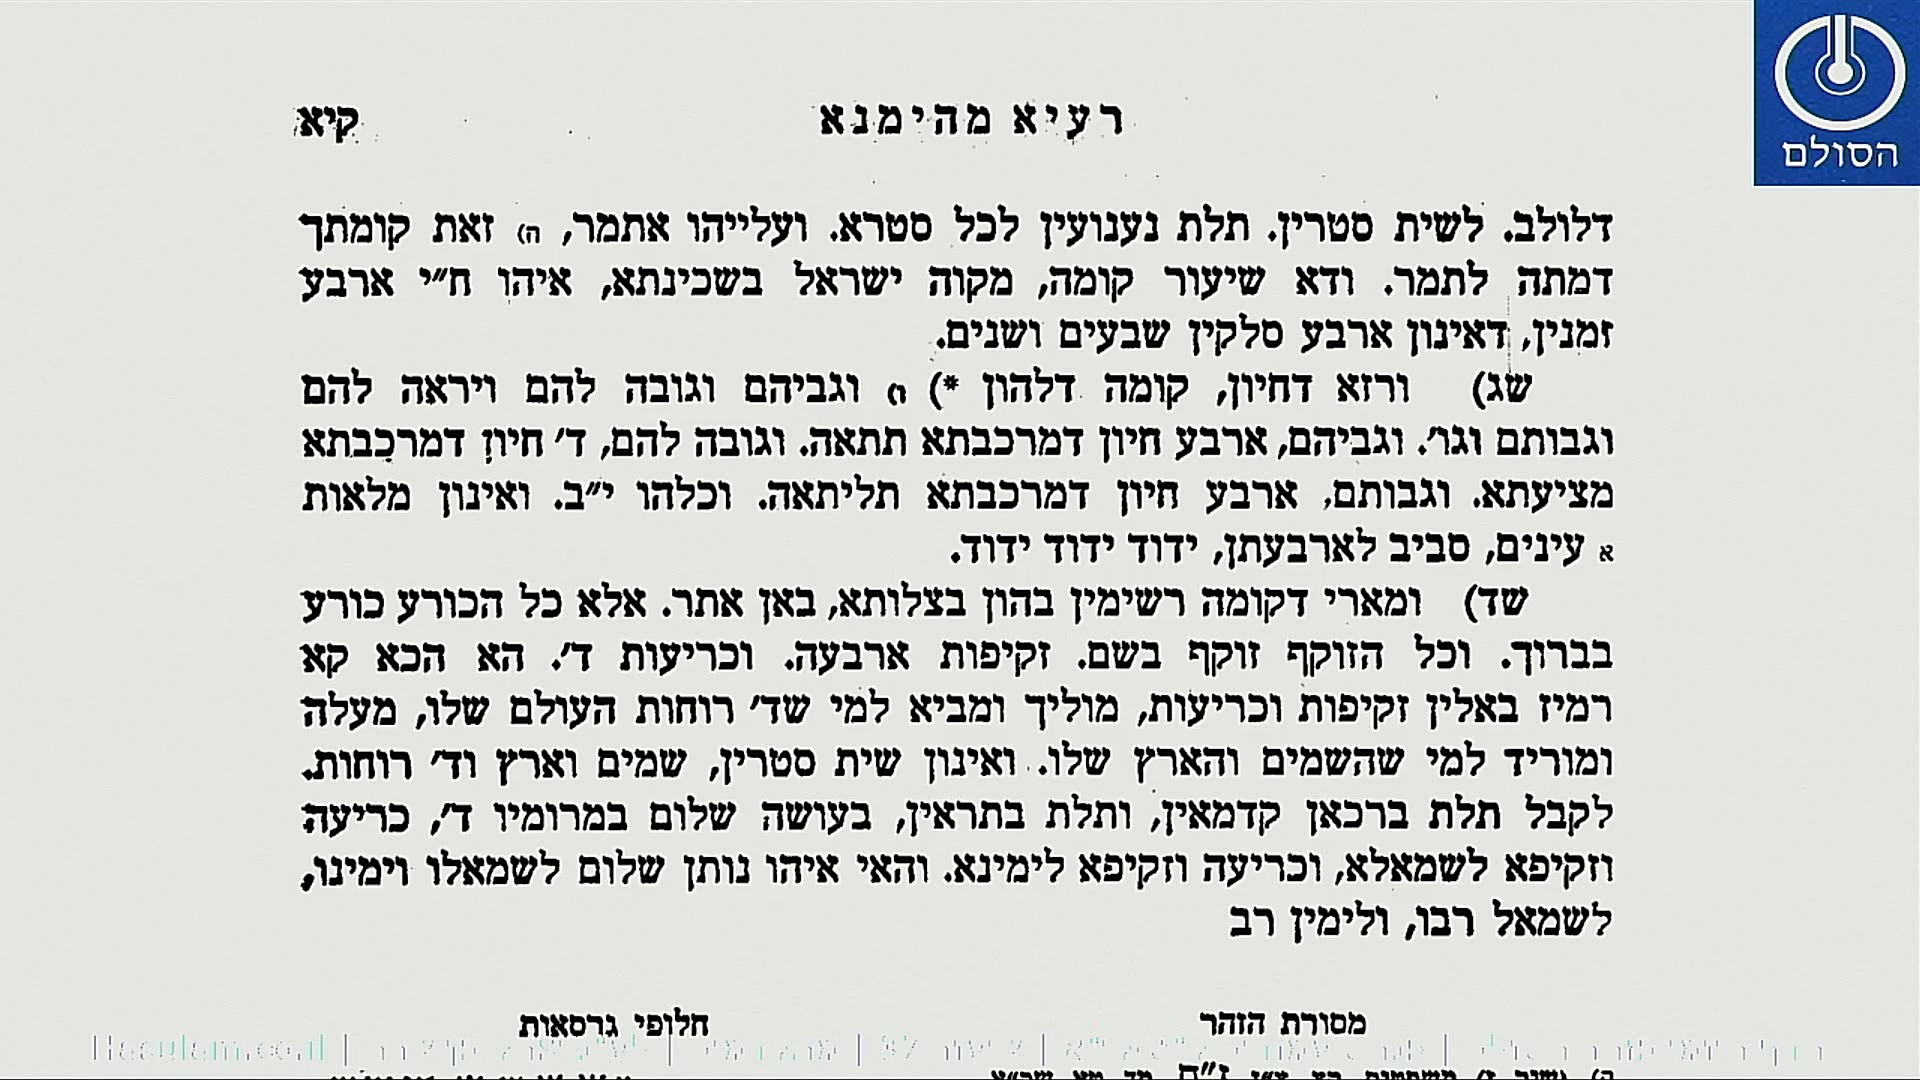 הסולם
רעיא מהימנא קיא
דלולב. לשית סטרין. תלת נענועין לכל סטרא. ועלייהו אתמר, ה) זאת קומתך
דמתה לתמר. ודא שיעור קומה, מקוה ישראל בשכינתא, איהו ח״י ארבע
זמנין, דאינון ארבע סלקין שבעים ושנים.
שג) ורזא דחיון, קומה דלהון *) ו) וגביהם וגובה להם ויראה להם
וגבותם וגו׳. וגביהם, ארבע חיון דמרכבתא תתאה. וגובה להם, ד׳ חיון דמרכבתא
מציעתא. וגבותם, ארבע חיון דמרכבתא תליתאה. וכלהו י״ב. ואינון מלאות
א עינים, סביב לארבעתן, ידוד ידוד ידוד.
שד) ומארי דקומה רשימין בהון בצלותא, באן אתר. אלא כל הכורע כורע
בברוך. וכל הזוקף זוקף בשם. זקיפות ארבעה. וכריעות ד׳. הא הכא קא
רמיז באלין זקיפות וכריעות, מוליך ומביא למי שד׳ רוחות העולם שלו, מעלה
ומוריד למי שהשמים והארץ שלו. ואינון שית סטרין, שמים וארץ וד׳ רוחות.
לקבל תלת ברכאן קדמאין, ותלת בתראין, בעושה שלום במרומיו ד׳, כריעה
וזקיפא לשמאלא, וכריעה וזקיפא לימינא. והאי איהו נותן שלום לשמאלו וימינו,
לשמאל רבו, ולימין רב
מסורת הזהר חלופי גרסאות